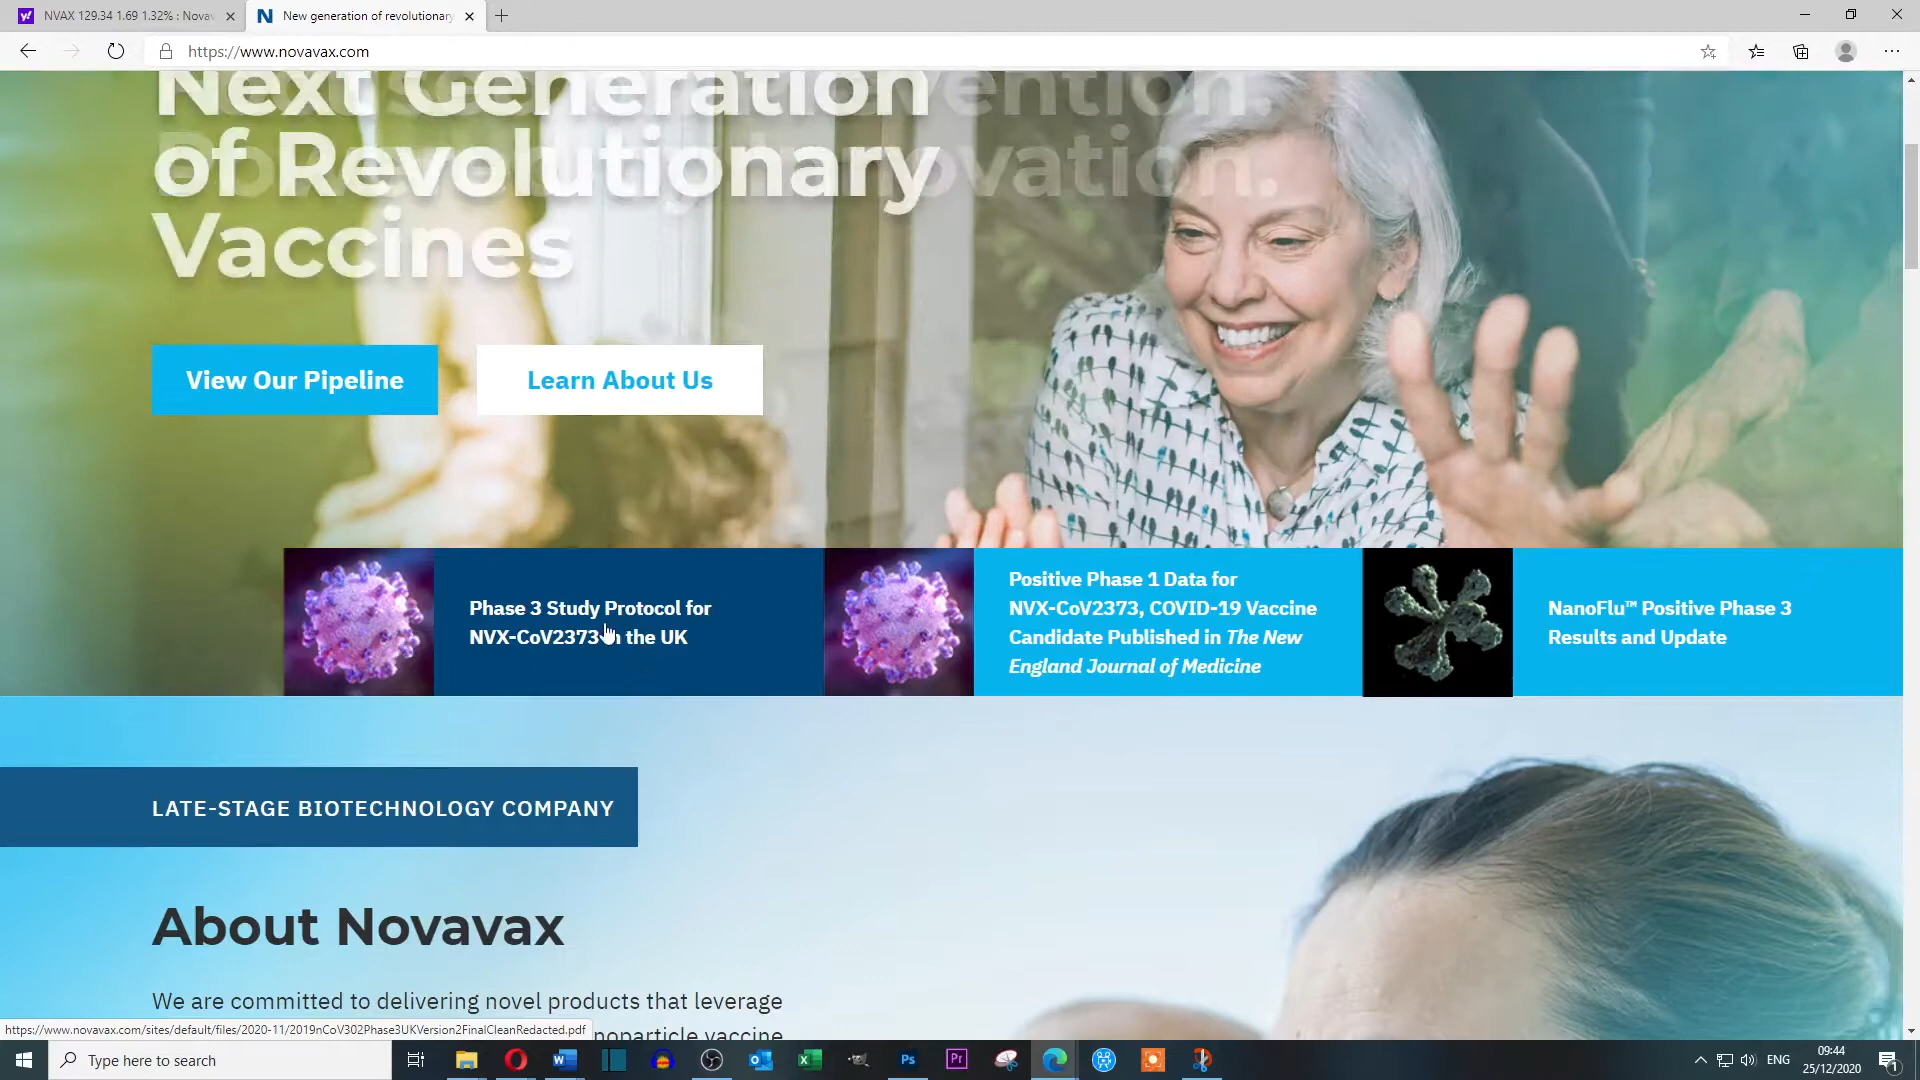 NVAX 129.34 1.69 1.32% : Novav
New generation of revolutionary
https://www.novavax.com
Next Generation
of Revolutionary
Vaccines
View Our Pipeline
Learn About Us
Phase 3 Study Protocol for
NVX-CoV2373 in the UK
Positive Phase 1 Data for
NVX-CoV2373, COVID-19 Vaccine
Candidate Published in The New
England Journal of Medicine
NanoFlu™ Positive Phase 3
Results and Update
LATE-STAGE BIOTECHNOLOGY COMPANY
About Novavax
We are committed to delivering novel products that leverage
noparticle vaccine
https://www.novavax.com/sites/default/files/2020-11/2019nCoV302Phase3UKVersion2FinalCleanRedacted.pdf
Type here to search
ENG
09:44
25/12/2020